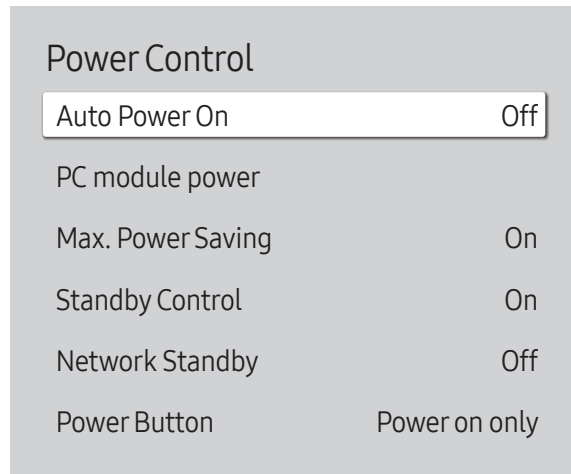 Power Control
Auto Power On Off
PC module power
Max. Power Saving On
Standby Control On
Network Standby Off
Power Button Power on only